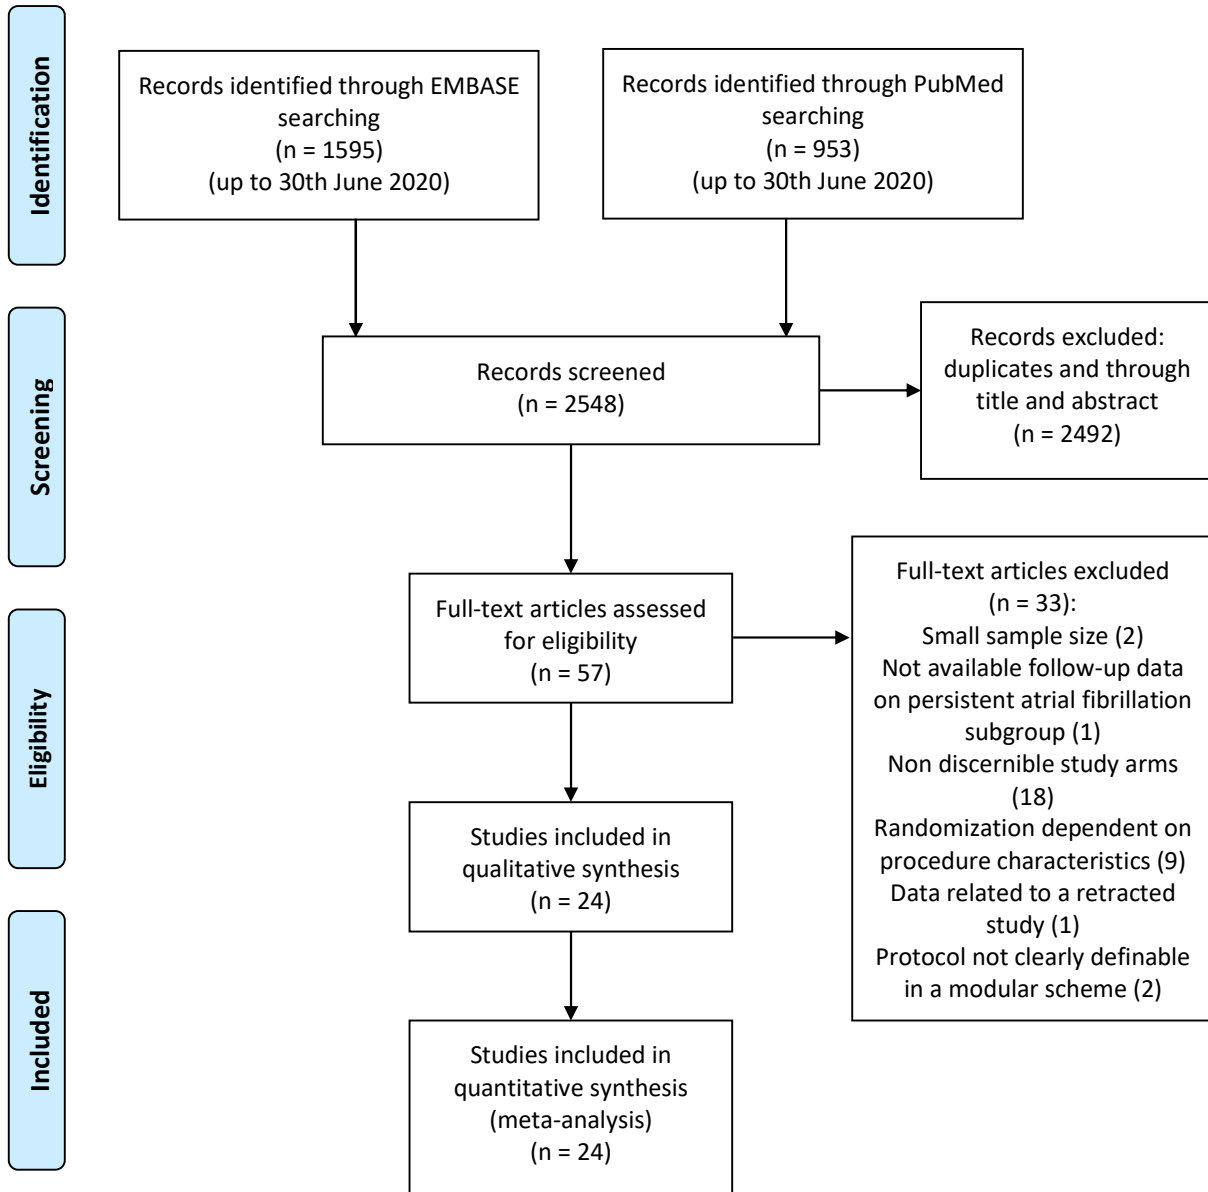 Identification
Records identified through EMBASE
searching
(n = 1595)
(up to 30th June 2020)
Records identified through PubMed
searching
(n = 953)
(up to 30th June 2020)
Screening
Records screened
(n = 2548)
Records excluded:
duplicates and through
title and abstract
(n = 2492)
Eligibility
Full-text articles assessed
for eligibility
(n = 57)
Full-text articles excluded
(n = 33):
Small sample size (2)
Not available follow-up data
on persistent atrial fibrillation
subgroup (1)
Non discernible study arms
(18)
Randomization dependent on
procedure characteristics (9)
Data related to a retracted
study (1)
Protocol not clearly definable
in a modular scheme (2)
Studies included in
qualitative synthesis
(n = 24)
Included
Studies included in
quantitative synthesis
(meta-analysis)
(n = 24)